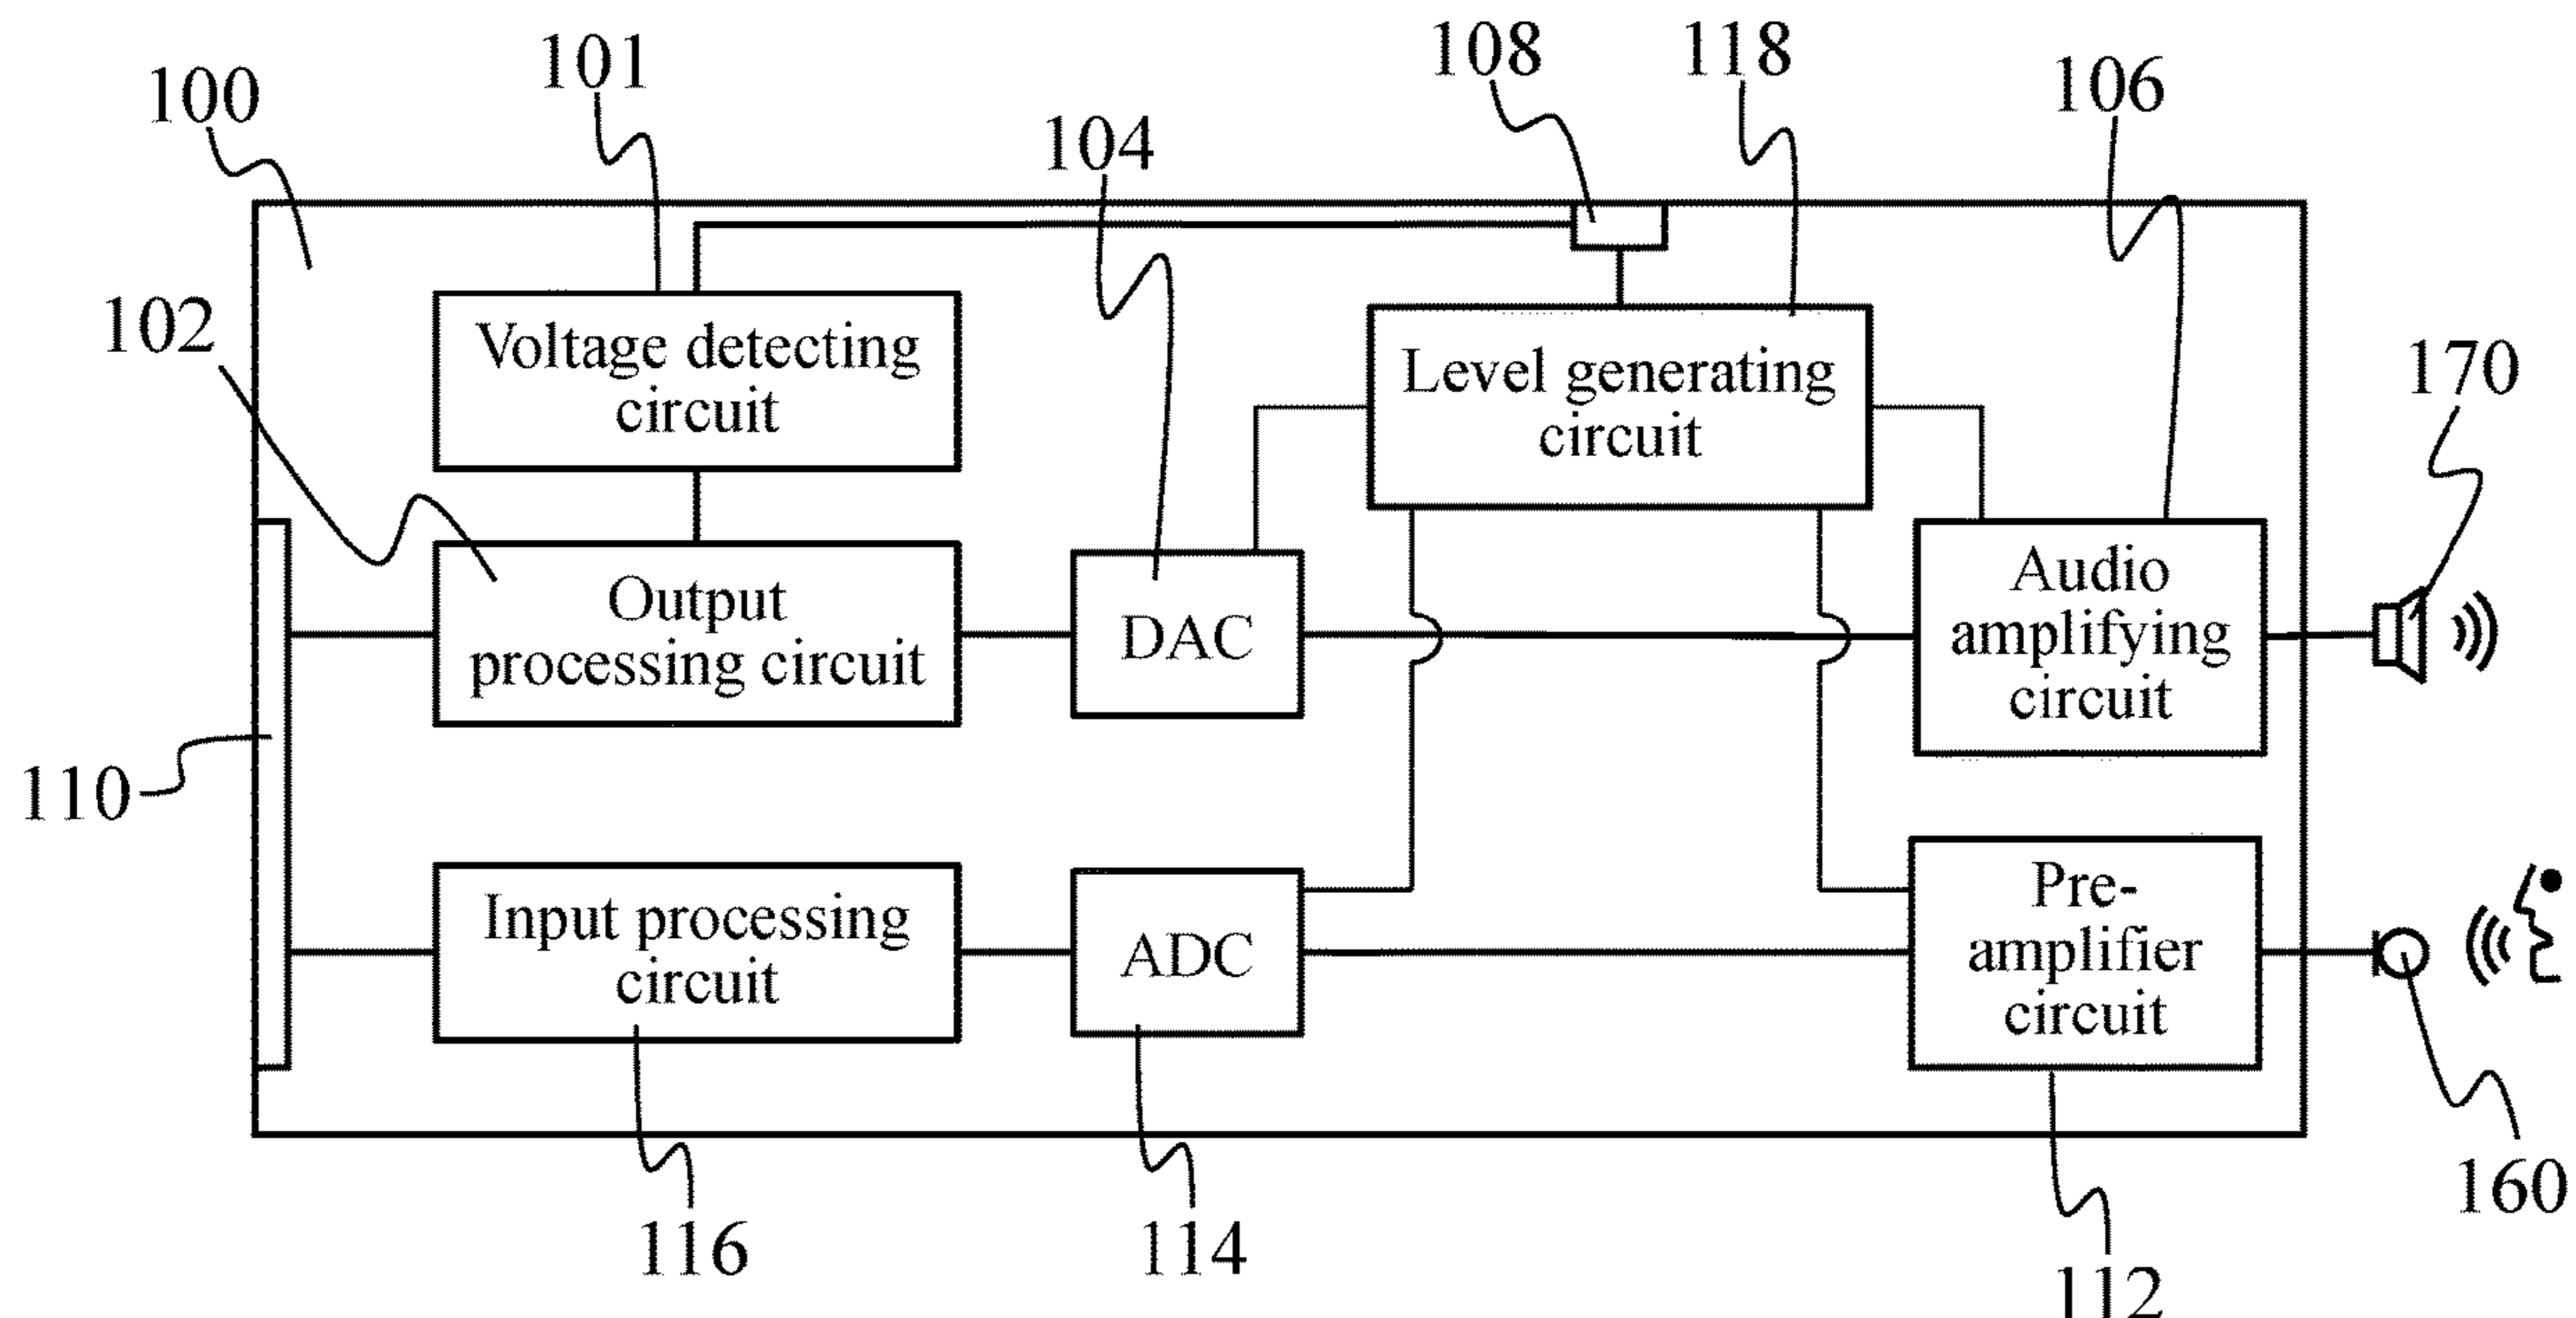 108
118
101
106
100
104
102
Voltage detecting
circuit
Level generating
circuit
170
Output
processing circuit
DAC
Audio
amplifying
circuit
110
Input processing
circuit
ADC
Pre-
amplifier
circuit
160
116
114
112